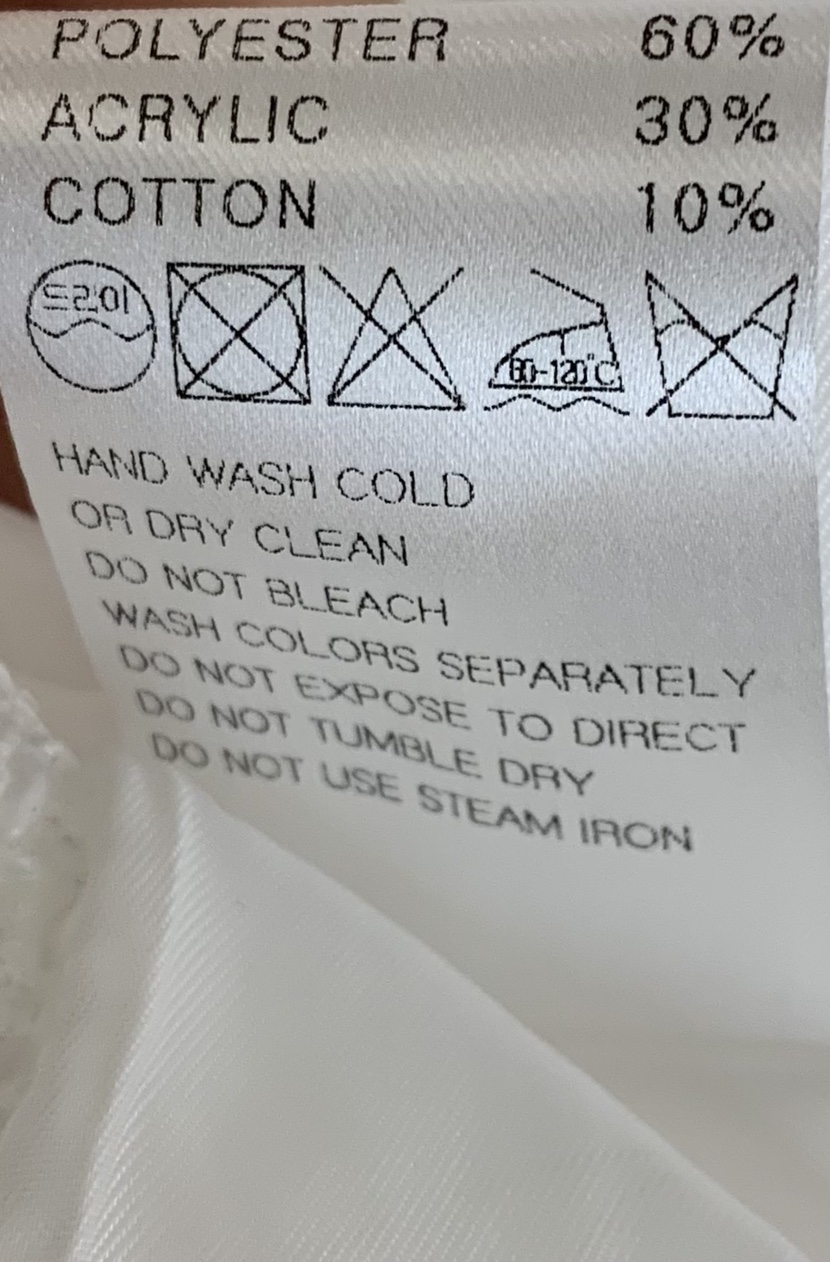 POLYESTER 60%
ACRYLIC 30%
COTTON 10%
드라이
80-120°C
HAND WASH COLD
OR DRY CLEAN
DO NOT BLEACH
WASH COLORS SEPARATELY
DO NOT EXPOSE TO DIRECT
DO NOT TUMBLE DRY
DO NOT USE STEAM IRON